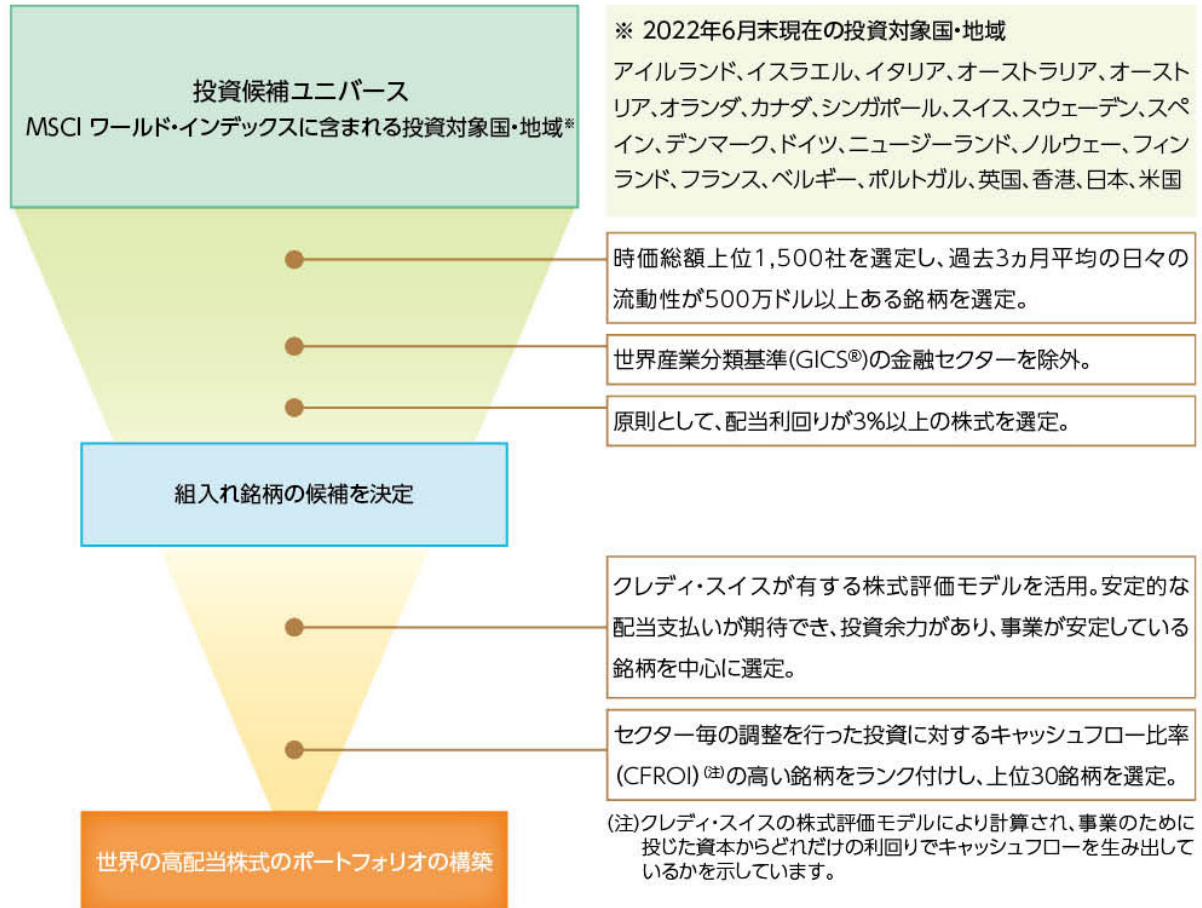 投資候補ユニバース
MSCI ワールド・インデックスに含まれる投資対象国・地域※
※ 2022年6月末現在の投資対象国・地域
アイルランド、イスラエル、イタリア、オーストラリア、オースト
リア、オランダ、カナダ、シンガポール、スイス、スウェーデン、スペ
イン、デンマーク、ドイツ、ニュージーランド、ノルウェー、フィン
ランド、フランス、ベルギー、ポルトガル、英国、香港、日本、米国
時価総額上位1,500社を選定し、過去3ヵ月平均の日々の
流動性が500万ドル以上ある銘柄を選定。
世界産業分類基準(GICS®)の金融セクターを除外。
原則として、配当利回りが3%以上の株式を選定。
組入れ銘柄の候補を決定
クレディ・スイスが有する株式評価モデルを活用。安定的な
配当支払いが期待でき、投資余力があり、事業が安定している
銘柄を中心に選定。
セクター毎の調整を行った投資に対するキャッシュフロー比率
(CFROI)(注)の高い銘柄をランク付けし、上位30銘柄を選定。
世界の高配当株式のポートフォリオの構築
(注)クレディ・スイスの株式評価モデルにより計算され、事業のために
投じた資本からどれだけの利回りでキャッシュフローを生み出して
いるかを示しています。